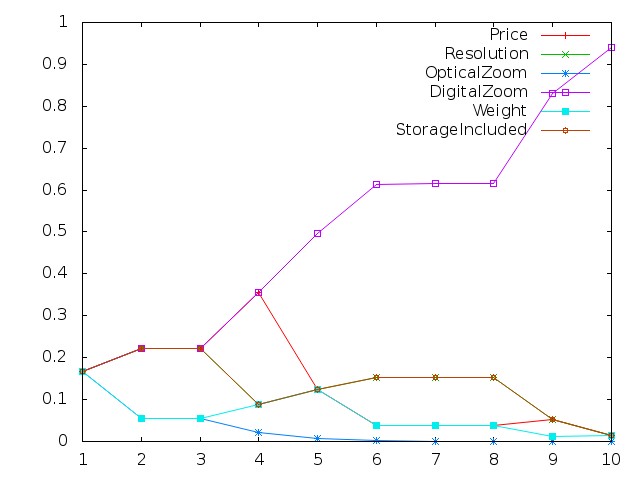 1
0.9
0.8
0.7
0.6
0.5
0.4
0.3
0.2
0.1
0
1 2 3 4 5 6 7 8 9 10
Price
Resolution
OpticalZoom
DigitalZoom
Weight
StorageIncluded